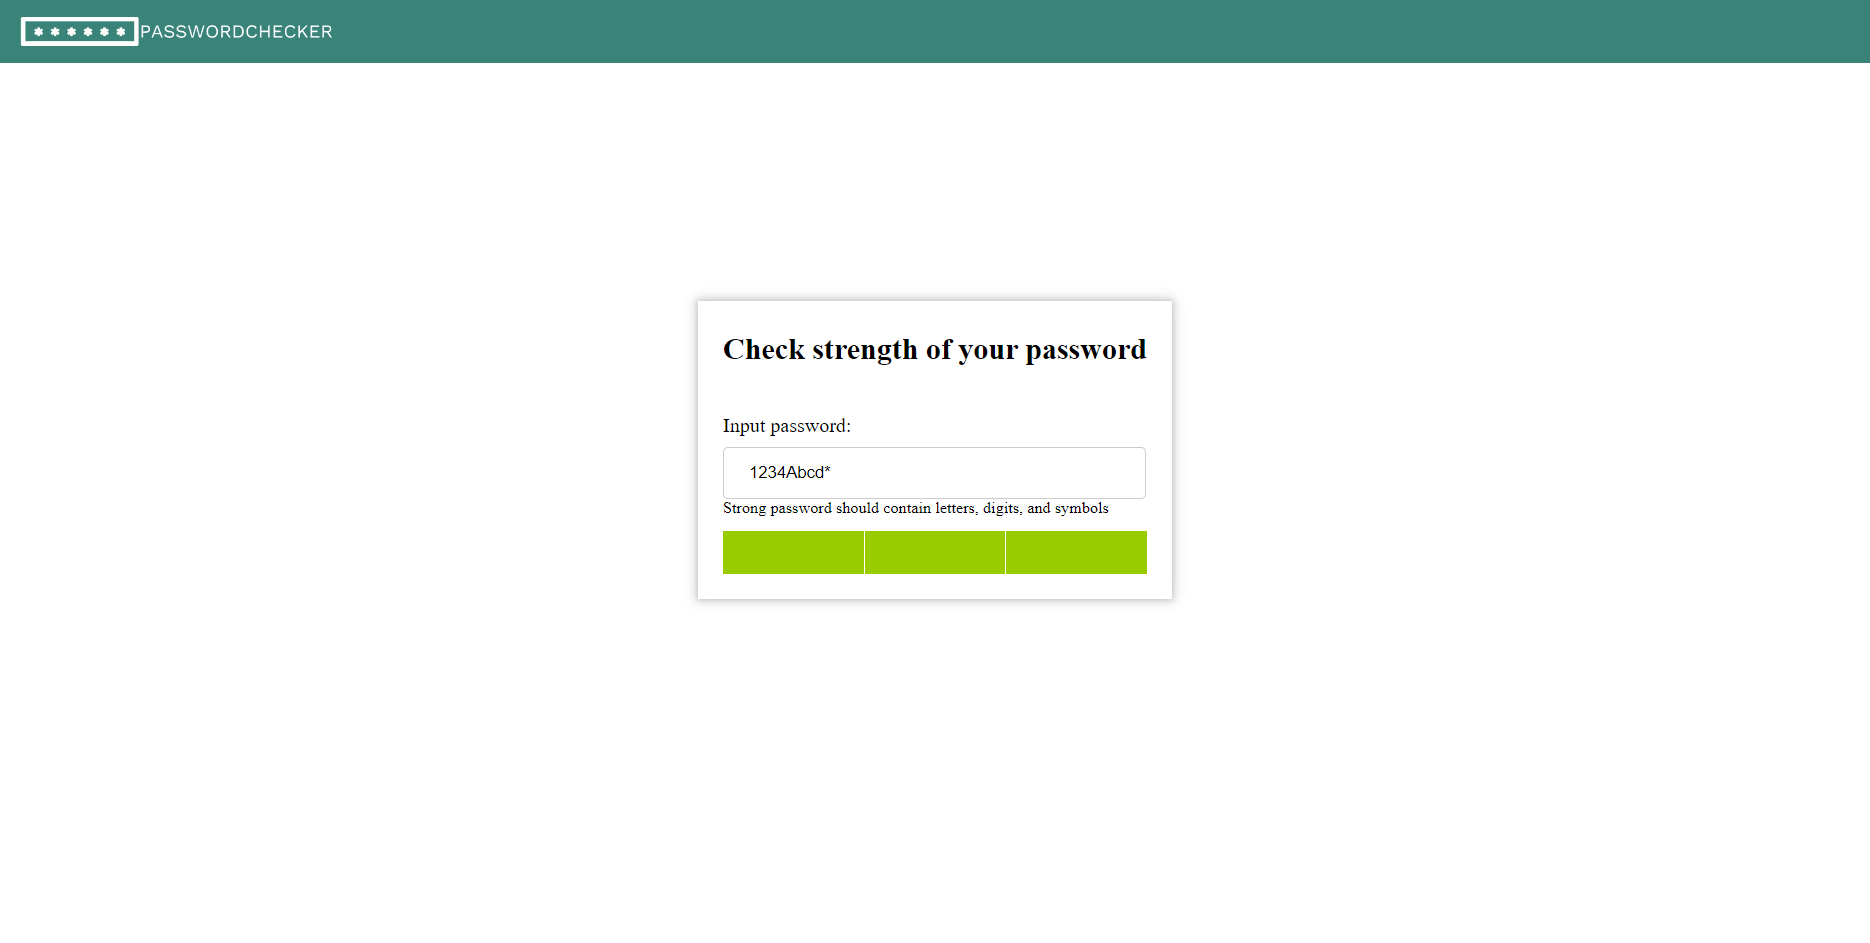 ******PASSWORDCHECKER
Check strength of your password
Input password:
1234Abcd*
Strong password should contain letters, digits, and symbols